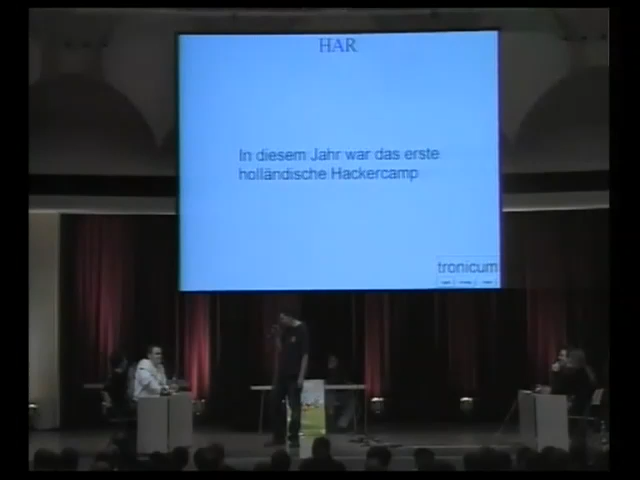 HAR
In diesem Jahr war das erste
holländische Hackercamp
tronicum